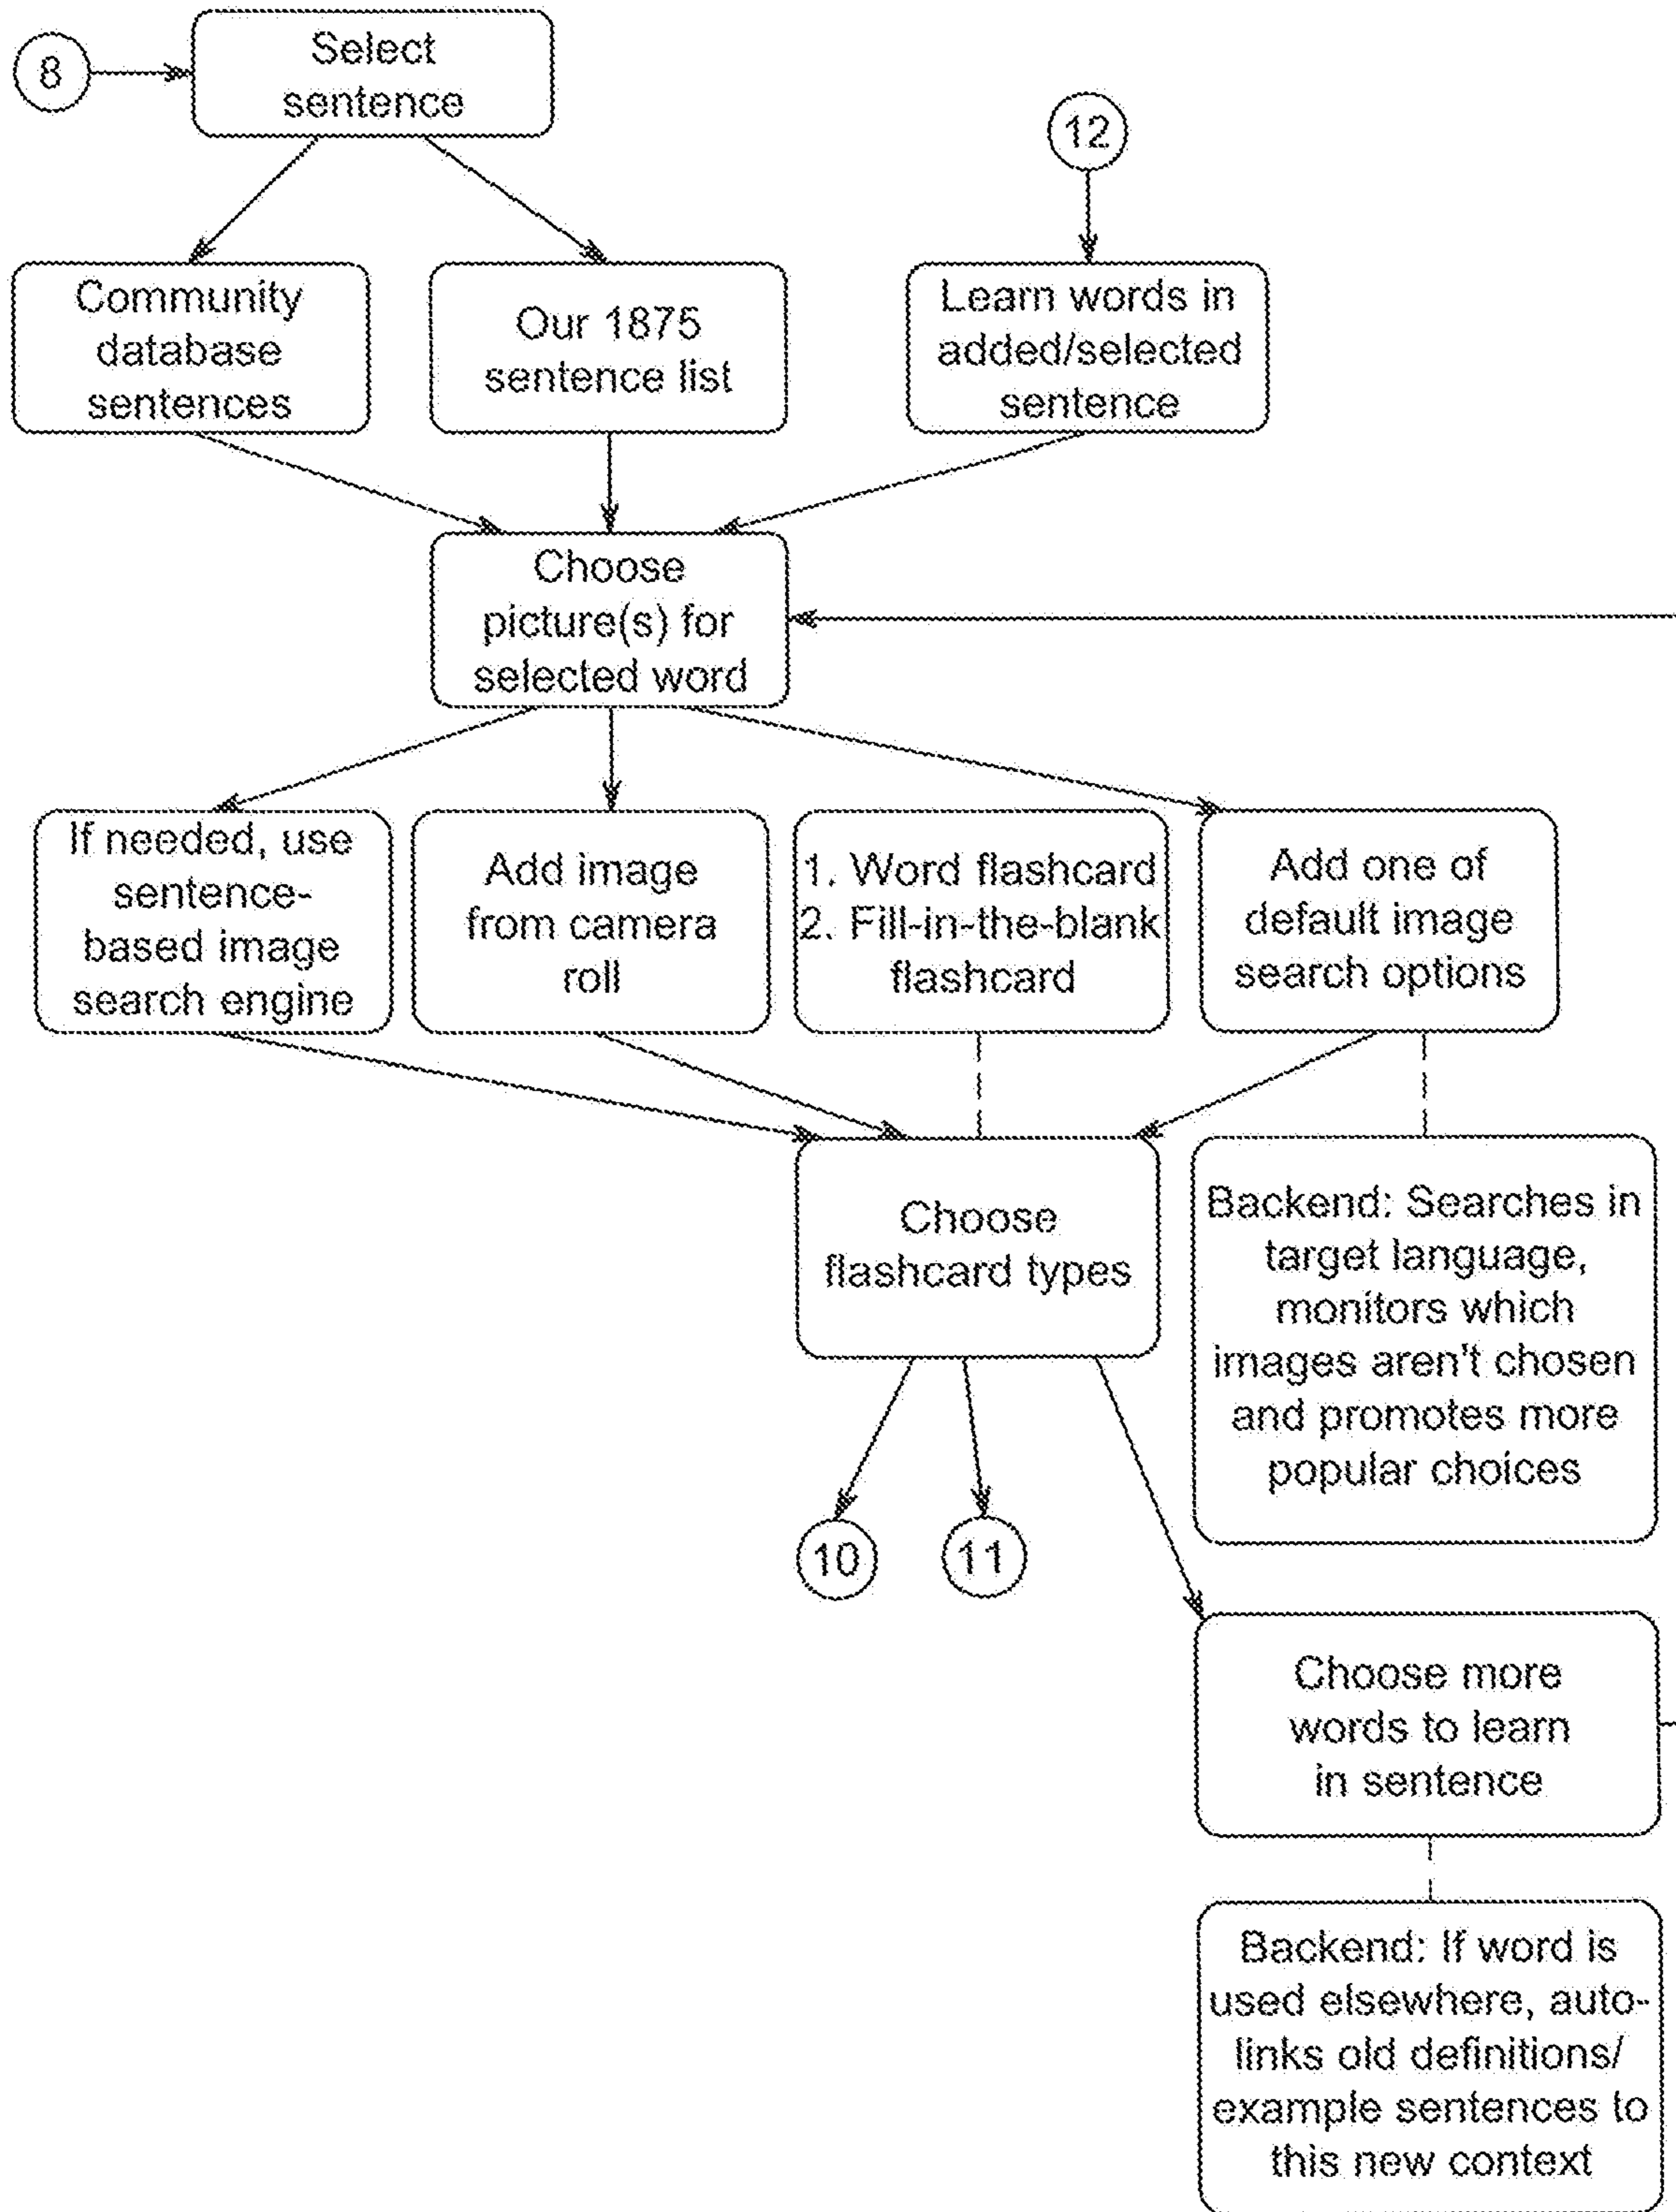 8
Select
sentence
12
Community
database
sentences
Our 1875
sentence list
Learn words in
added/selected
sentence
Choose
picture(s) for
selected word
If needed, use
sentence-
based image
search engine
Add image
from camera
roll
1. Word flashcard
2. Fill-in-the-blank
flashcard
Add one of
default image
search options
Choose
flashcard types
Backend: Searches in
target language,
monitors which
images aren't chosen
and promotes more
popular choices
10
11
Choose more
words to learn
in sentence
Backend: If word is
used elsewhere, auto-
links old definitions/
example sentences to
this new context